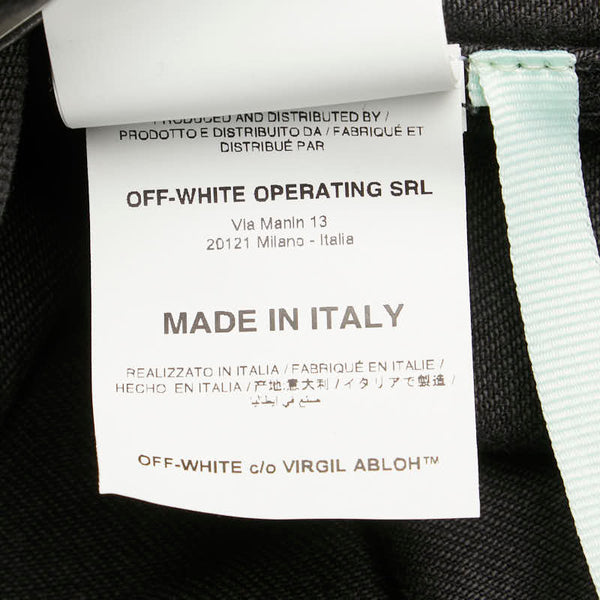 PRODUCED AND DISTRIBUTED BY /
PRODOTTO E DISTRIBUITO DA / FABRIQUÉ ET
DISTRIBUÉ PAR
OFF-WHITE OPERATING SRL
Via Manin 13
20121 Milano - Italia
MADE IN ITALY
REALIZZATO IN ITALIA / FABRIQUÉ EN ITALIE /
HECHO EN ITALIA / 产地:意大利 / イタリアで製造 /
صنع في إيطاليا
OFF-WHITE c/o VIRGIL ABLOH™